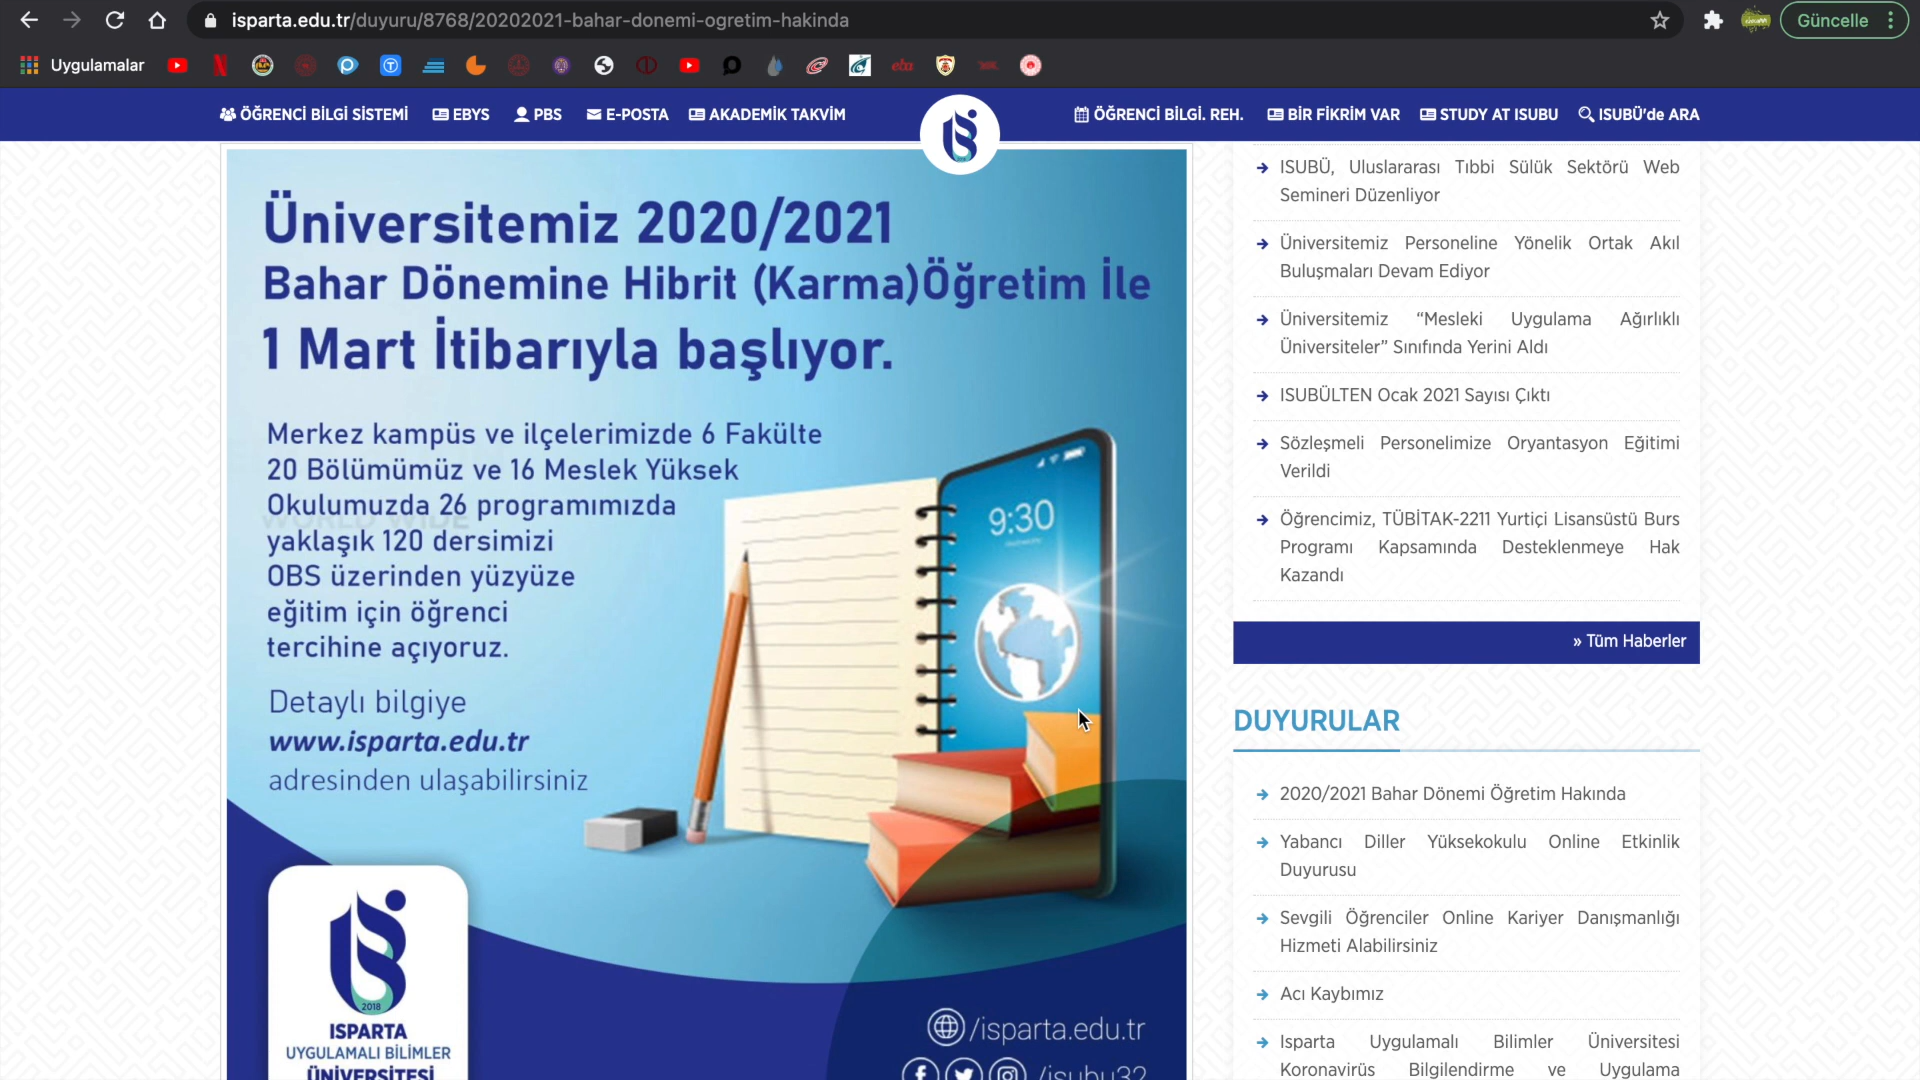 isparta.edu.tr/duyuru/8768/20202021-bahar-donemi-ogretim-hakinda
Güncelle
Uygulamalar
ÖĞRENCİ BİLGİ SİSTEMİ
EBYS
PBS
E-POSTA
AKADEMİK TAKVİM
ÖĞRENCİ BİLGİ. REH.
BİR FİKRİM VAR
STUDY AT ISUBU
ISUBÜ'de ARA
Üniversitemiz 2020/2021
Bahar Dönemine Hibrit (Karma)Öğretim İle
1 Mart İtibarıyla başlıyor.
Merkez kampüs ve ilçelerimizde 6 Fakülte
20 Bölümümüz ve 16 Meslek Yüksek
Okulumuzda 26 programımızda
WORLD WIDE
yaklaşık 120 dersimizi
OBS üzerinden yüzyüze
eğitim için öğrenci
tercihine açıyoruz.
Detaylı bilgiye
www.isparta.edu.tr
adresinden ulaşabilirsiniz
9:30
2018
ISPARTA
UYGULAMALI BİLİMLER
ÜNİVERSİTESİ
/isparta.edu.tr
/isubu32
ISUBÜ, Uluslararası Tıbbi Sülük Sektörü Web
Semineri Düzenliyor
Üniversitemiz Personeline Yönelik Ortak Akıl
Buluşmaları Devam Ediyor
Üniversitemiz “Mesleki Uygulama Ağırlıklı
Üniversiteler” Sınıfında Yerini Aldı
ISUBÜLTEN Ocak 2021 Sayısı Çıktı
Sözleşmeli Personelimize Oryantasyon Eğitimi
Verildi
Öğrencimiz, TÜBİTAK-2211 Yurtiçi Lisansüstü Burs
Programı Kapsamında Desteklenmeye Hak
Kazandı
» Tüm Haberler
DUYURULAR
2020/2021 Bahar Dönemi Öğretim Hakında
Yabancı Diller Yüksekokulu Online Etkinlik
Duyurusu
Sevgili Öğrenciler Online Kariyer Danışmanlığı
Hizmeti Alabilirsiniz
Acı Kaybımız
Isparta Uygulamalı Bilimler Üniversitesi
Koronavirüs Bilgilendirme ve Uygulama